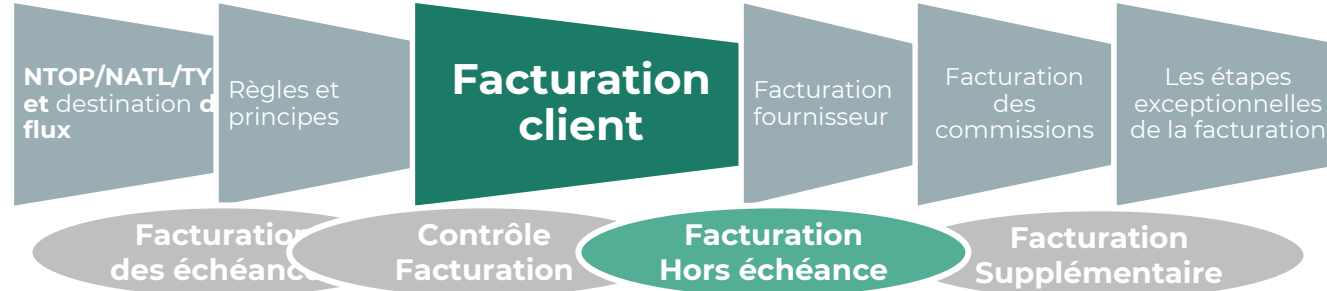 NTOP/NATL/TY
et destination d
flux
Règles et
principes
Facturation
client
Facturation
fournisseur
Facturation
des
commissions
Les étapes
exceptionnelles
de la facturation
Facturation
des échéanc
Contrôle
Facturation
Facturation
Hors échéance
Facturation
Supplémentaire